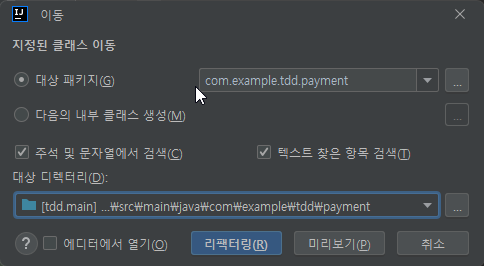 이동
지정된 클래스 이동
대상 패키지(G) com.example.tdd.payment ...
다음의 내부 클래스 생성(M) ...
주석 및 문자열에서 검색(C) 텍스트 찾은 항목 검색(T)
대상 디렉터리(D):
[tdd.main] ...₩src₩main₩java₩com₩example₩tdd₩payment ...
? 에디터에서 열기(O) 리팩터링(R) 미리보기(P) 취소